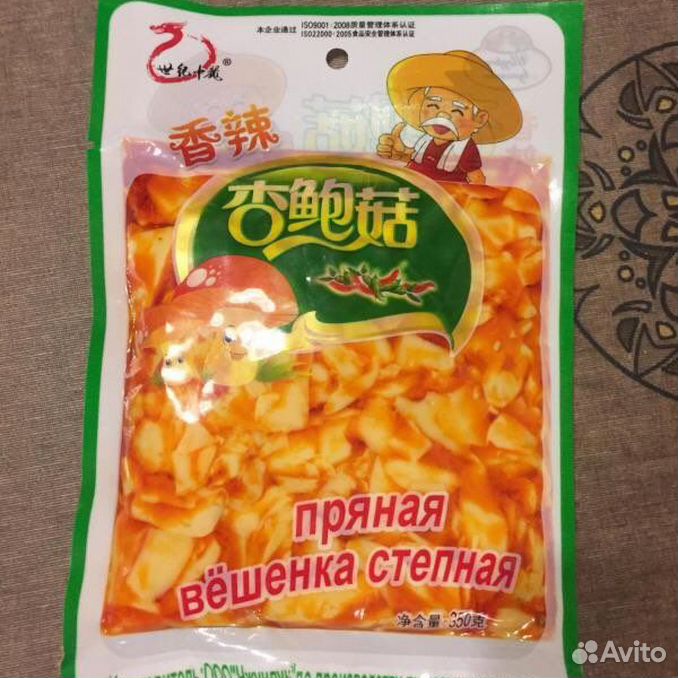 本企业通过
ISO9001:2008质量管理体系认证
ISO22000:2005食品安全管理体系认证
世纪中龙®
香辣
杏鲍菇
пряная
вёшенка степная
净含量:350克
Avito